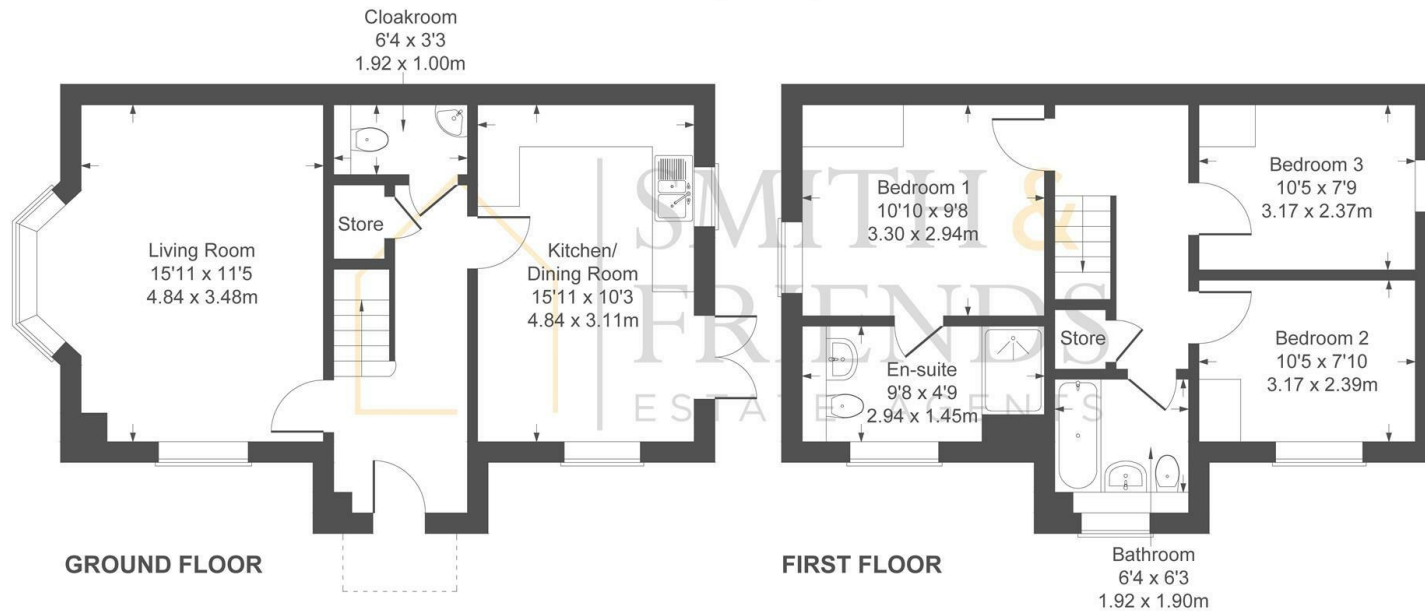 Cloakroom
6'4 x 3'3
1.92 x 1.00m
Living Room
15'11 x 11'5
4.84 x 3.48m
Store
Kitchen/
Dining Room
15'11 x 10'3
4.84 x 3.11m
GROUND FLOOR
Bedroom 1
10'10 x 9'8
3.30 x 2.94m
Bedroom 3
10'5 x 7'9
3.17 x 2.37m
Store
Bedroom 2
10'5 x 7'10
3.17 x 2.39m
En-suite
9'8 x 4'9
2.94 x 1.45m
Bathroom
6'4 x 6'3
1.92 x 1.90m
FIRST FLOOR
SMITH &
FRIENDS
ESTATE AGENTS